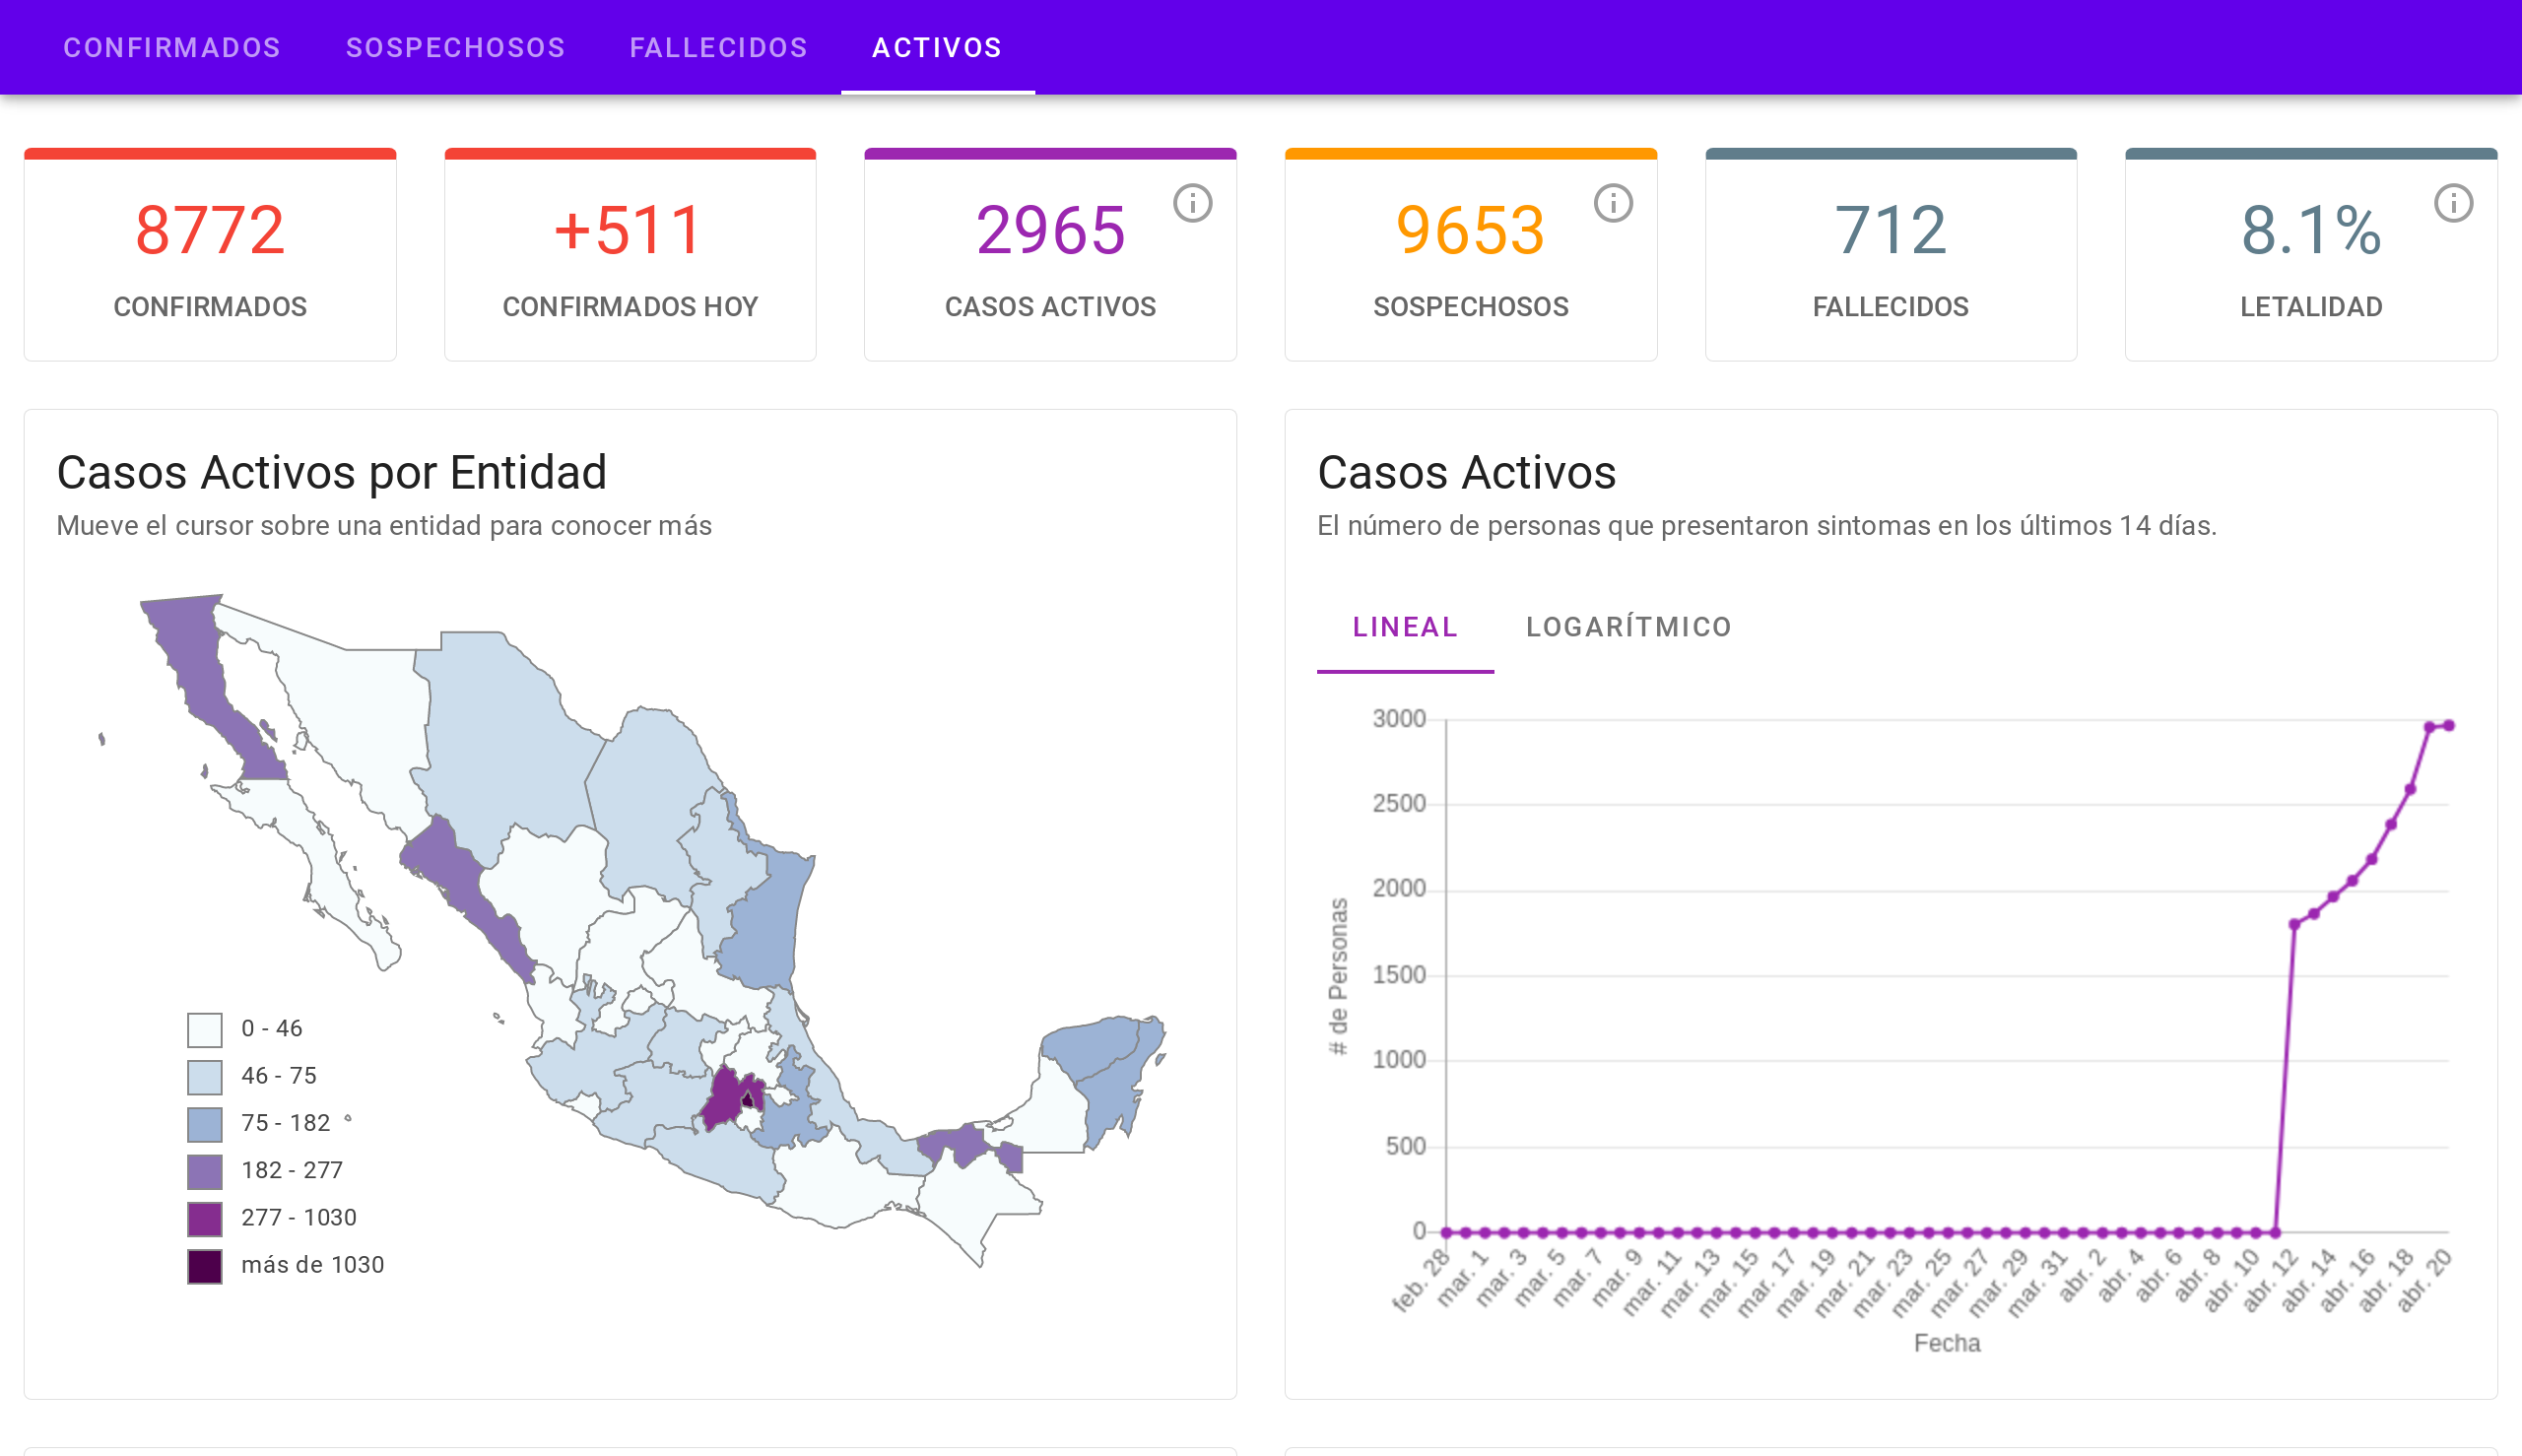 CONFIRMADOS SOSPECHOSOS FALLECIDOS ACTIVOS
8772
CONFIRMADOS
+511
CONFIRMADOS HOY
2965
CASOS ACTIVOS
9653
SOSPECHOSOS
712
FALLECIDOS
8.1%
LETALIDAD
Casos Activos por Entidad
Mueve el cursor sobre una entidad para conocer más
0 - 46
46 - 75
75 - 182
182 - 277
277 - 1030
más de 1030
Casos Activos
El número de personas que presentaron sintomas en los últimos 14 días.
LINEAL LOGARÍTMICO
3000
2500
2000
1500
1000
500
0
# de Personas
feb. 28 mar. 1 mar. 3 mar. 5 mar. 7 mar. 9 mar. 11 mar. 13 mar. 15 mar. 17 mar. 19 mar. 21 mar. 23 mar. 25 mar. 27 mar. 29 mar. 31 abr. 2 abr. 4 abr. 6 abr. 8 abr. 10 abr. 12 abr. 14 abr. 16 abr. 18 abr. 20
Fecha